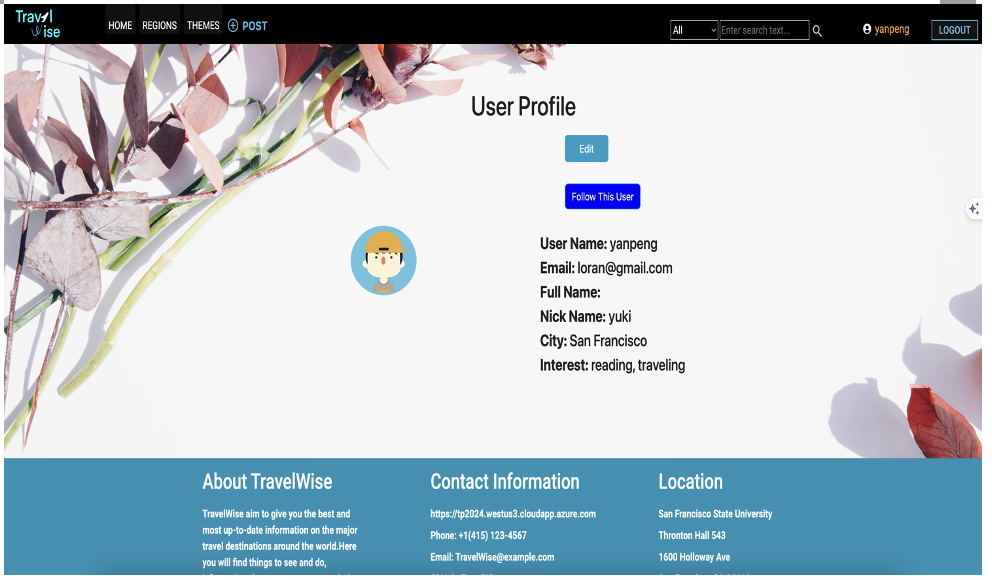 Travel
Wise
HOME
REGIONS
THEMES
POST
All
Enter search text...
yanpeng
LOGOUT
User Profile
Edit
Follow This User
User Name: yanpeng
Email: loran@gmail.com
Full Name:
Nick Name: yuki
City: San Francisco
Interest: reading, traveling
About TravelWise
TravelWise aim to give you the best and
most up-to-date information on the major
travel destinations around the world.Here
you will find things to see and do,
Contact Information
https://tp2024.westus3.cloudapp.azure.com
Phone: +1(415) 123-4567
Email: TravelWise@example.com
Location
San Francisco State University
Thronton Hall 543
1600 Holloway Ave